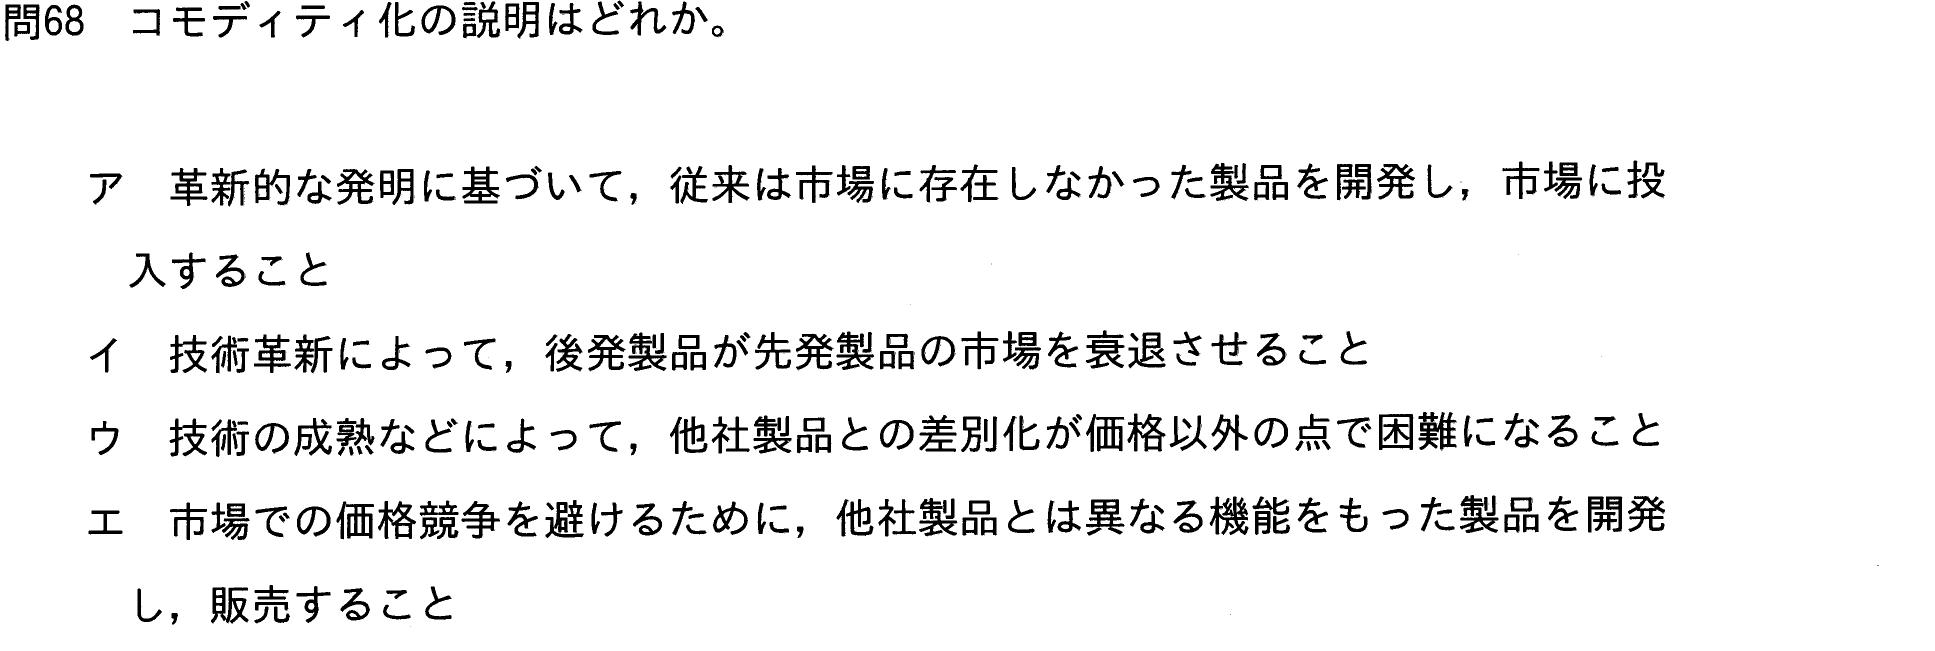 問68　コモディティ化の説明はどれか。
ア　革新的な発明に基づいて，従来は市場に存在しなかった製品を開発し，市場に投
入すること
イ　技術革新によって，後発製品が先発製品の市場を衰退させること
ウ　技術の成熟などによって，他社製品との差別化が価格以外の点で困難になること
エ　市場での価格競争を避けるために，他社製品とは異なる機能をもった製品を開発
し，販売すること